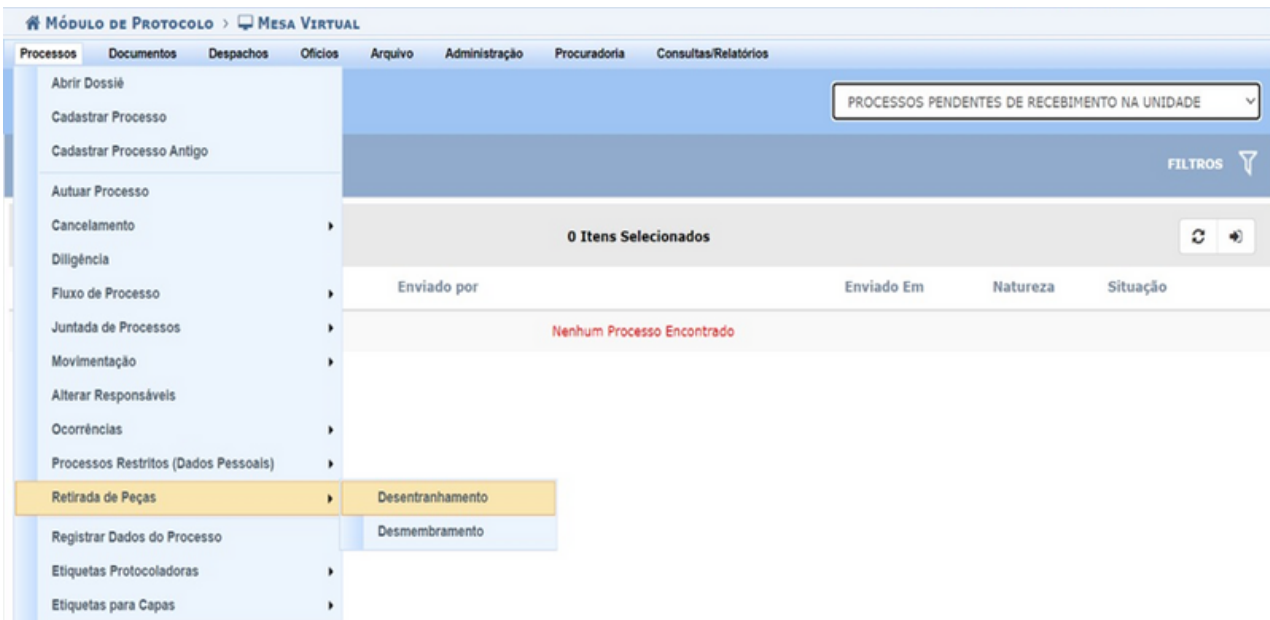 MÓDULO DE PROTOCOLO > MESA VIRTUAL
Processos Documentos Despachos Ofícios Arquivo Administração Procuradoria Consultas/Relatórios
Abrir Dossiê
PROCESSOS PENDENTES DE RECEBIMENTO NA UNIDADE
Cadastrar Processo
Cadastrar Processo Antigo
FILTROS
Autuar Processo
Cancelamento
0 Itens Selecionados
Diligência
Enviado por Enviado Em Natureza Situação
Fluxo de Processo
Juntada de Processos
Nenhum Processo Encontrado
Movimentação
Alterar Responsáveis
Ocorrências
Processos Restritos (Dados Pessoais)
Retirada de Peças
Desentranhamento
Desmembramento
Registrar Dados do Processo
Etiquetas Protocoladoras
Etiquetas para Capas